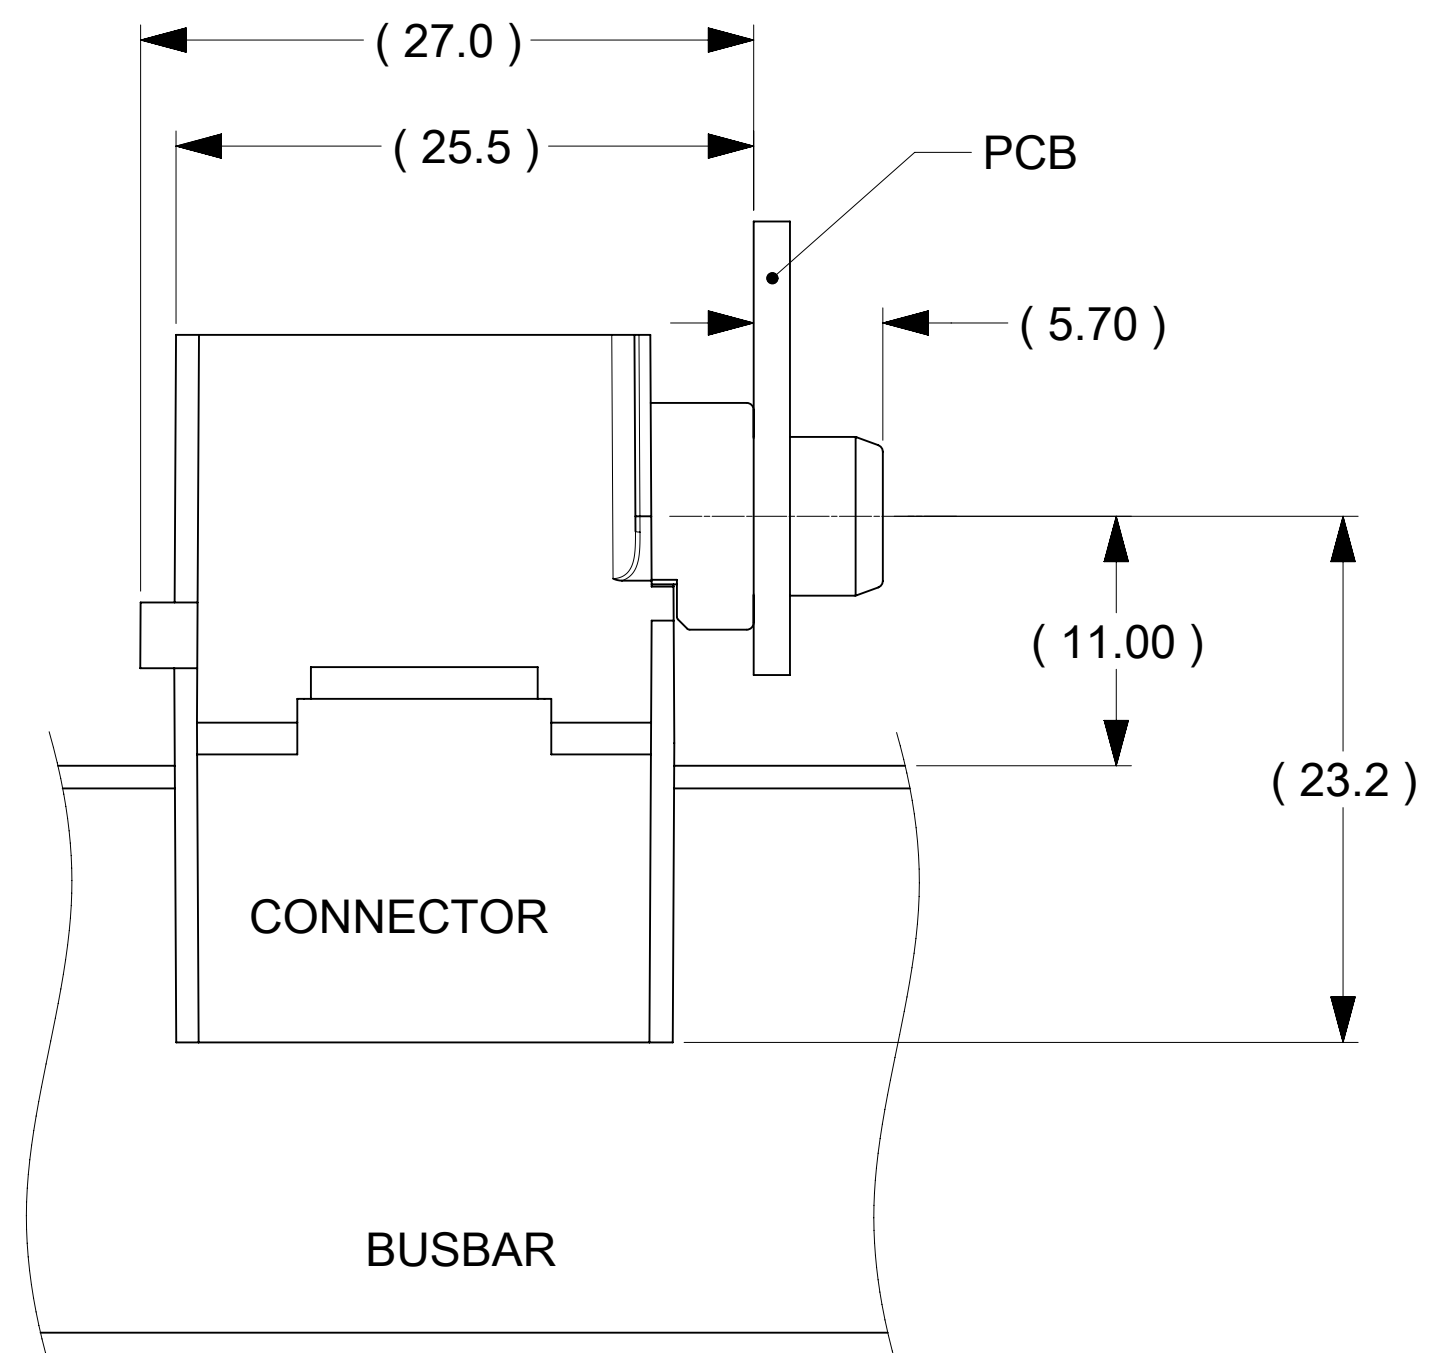 ( 27.0 )
( 25.5 )
PCB
( 5.70 )
( 11.00 )
( 23.2 )
CONNECTOR
BUSBAR